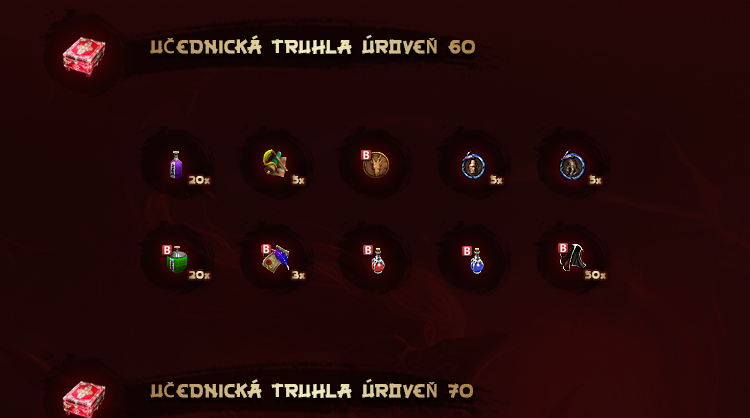 UČEDNICKÁ TRUHLA ÚROVEŇ 60
20x 5x B 5x 5x
B 20x B 3x B B B 50x
UČEDNICKÁ TRUHLA ÚROVEŇ 70